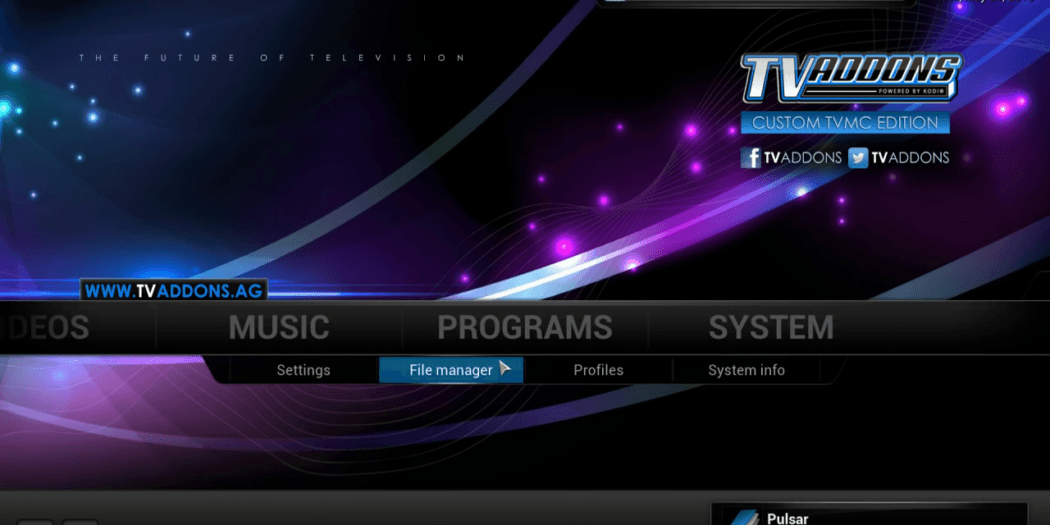 THE FUTURE OF TELEVISION
TVADDONS
POWERED BY KODI®
CUSTOM TVMC EDITION
TVADDONS TVADDONS
WWW.TVADDONS.AG
DEOS MUSIC PROGRAMS SYSTEM
Settings File manager Profiles System info
Pulsar